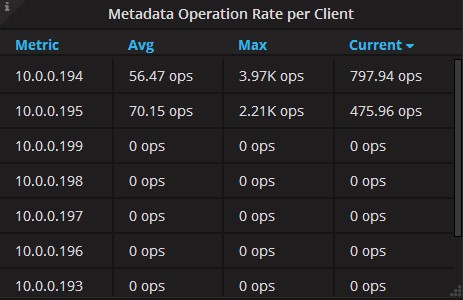 i
Metadata Operation Rate per Client
Metric Avg Max Current
10.0.0.194 56.47 ops 3.97K ops 797.94 ops
10.0.0.195 70.15 ops 2.21K ops 475.96 ops
10.0.0.199 0 ops 0 ops 0 ops
10.0.0.198 0 ops 0 ops 0 ops
10.0.0.197 0 ops 0 ops 0 ops
10.0.0.196 0 ops 0 ops 0 ops
10.0.0.193 0 ops 0 ops 0 ops